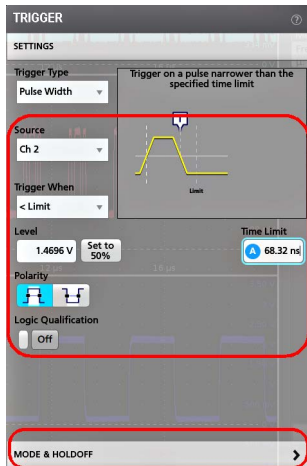 TRIGGER
SETTINGS
Trigger Type
Pulse Width
Trigger on a pulse narrower than the
specified time limit
Source
Ch 2
T
Limit
Trigger When
< Limit
Level
Time Limit
1.4696 V
Set to
50%
A 68.32 ns
Polarity
Logic Qualification
Off
MODE & HOLDOFF